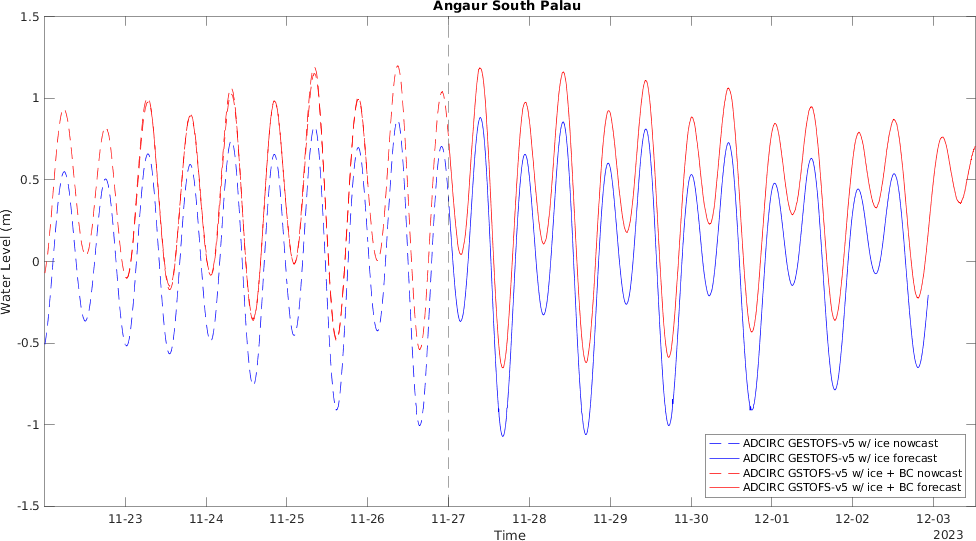 Angaur South Palau
1.5
1
0.5
0
-0.5
-1
-1.5
Water Level (m)
11-23 11-24 11-25 11-26 11-27 11-28 11-29 11-30 12-01 12-02 12-03
Time
2023
ADCIRC GESTOFS-v5 w/ ice nowcast
ADCIRC GESTOFS-v5 w/ ice forecast
ADCIRC GSTOFS-v5 w/ ice + BC nowcast
ADCIRC GSTOFS-v5 w/ ice + BC forecast